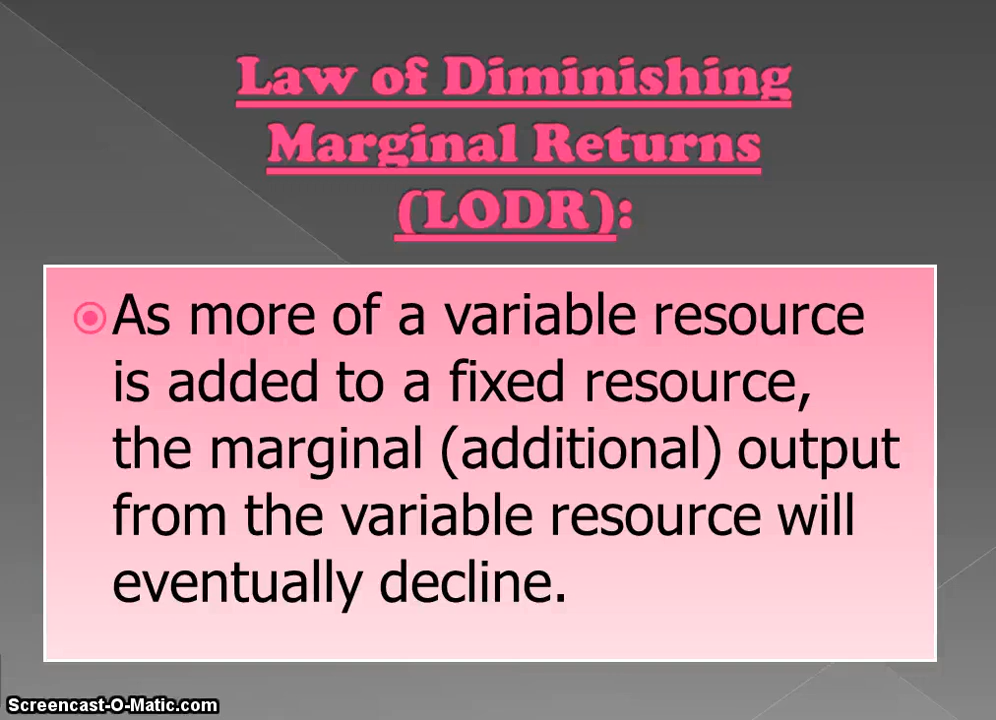 Law of Diminishing
Marginal Returns
(LODR):
As more of a variable resource
is added to a fixed resource,
the marginal (additional) output
from the variable resource will
eventually decline.
Screencast-O-Matic.com